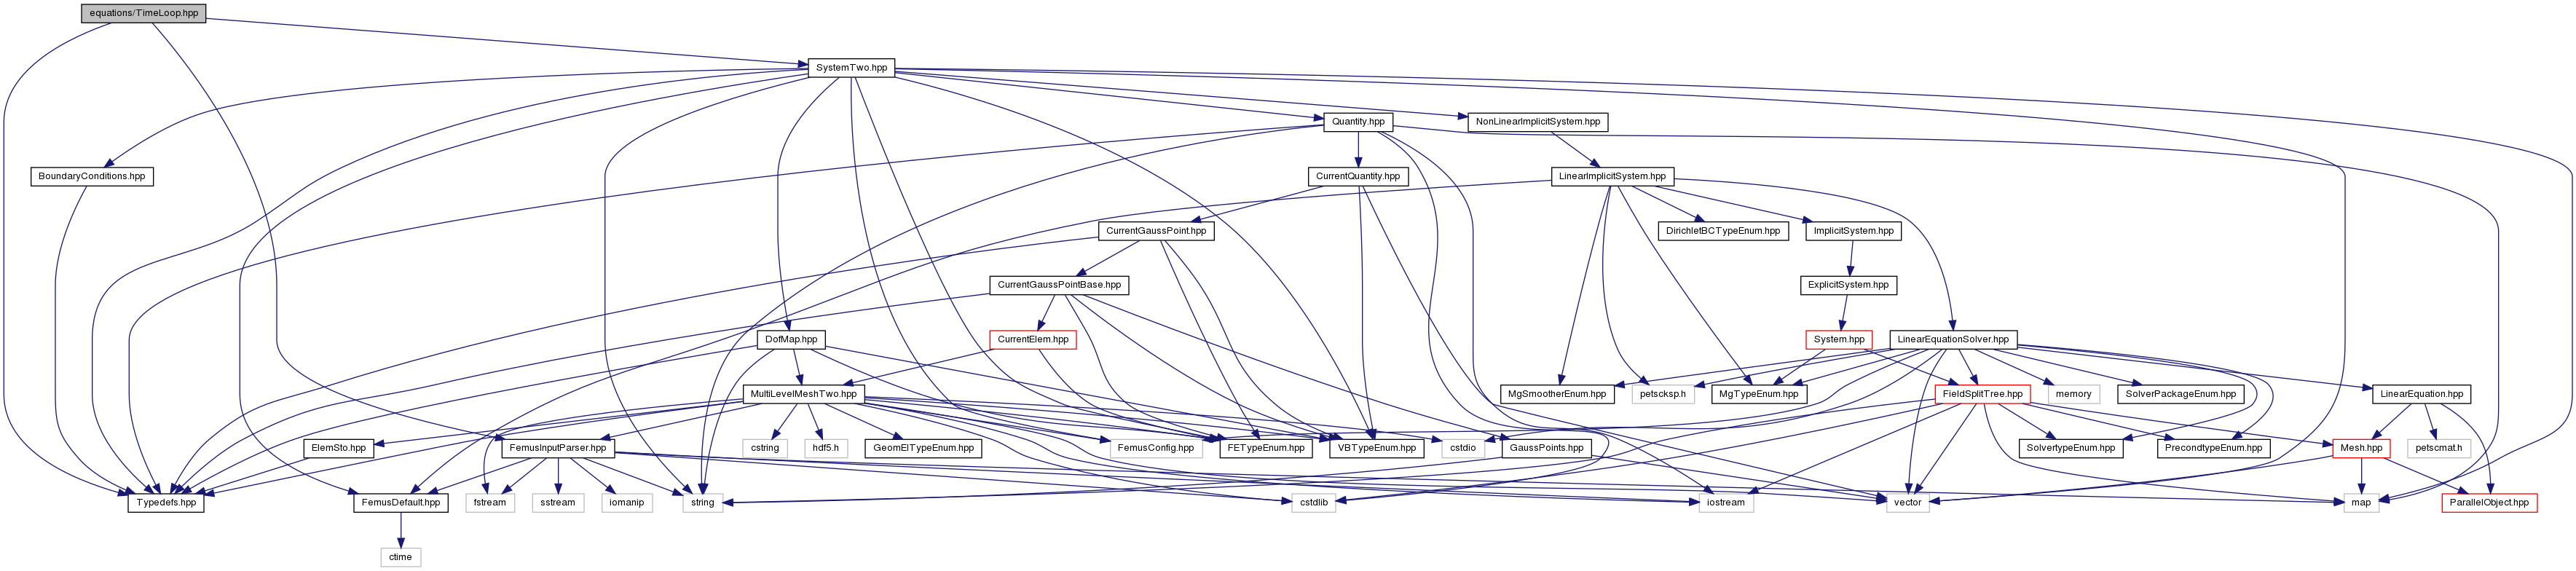 equations/TimeLoop.hpp
SystemTwo.hpp
Quantity.hpp
NonLinearImplicitSystem.hpp
BoundaryConditions.hpp
CurrentQuantity.hpp
LinearImplicitSystem.hpp
CurrentGaussPoint.hpp
DirichletBCTypeEnum.hpp
ImplicitSystem.hpp
CurrentGaussPointBase.hpp
ExplicitSystem.hpp
DofMap.hpp
CurrentElem.hpp
System.hpp
LinearEquationSolver.hpp
MultiLevelMeshTwo.hpp
MgSmootherEnum.hpp
petscksp.h
MgTypeEnum.hpp
FieldSplitTree.hpp
memory
SolverPackageEnum.hpp
LinearEquation.hpp
ElemSto.hpp
FemusInputParser.hpp
cstring
hdf5.h
GeomElTypeEnum.hpp
FemusConfig.hpp
FETypeEnum.hpp
VBTypeEnum.hpp
cstdio
GaussPoints.hpp
SolvertypeEnum.hpp
PrecondtypeEnum.hpp
Mesh.hpp
petscmat.h
Typedefs.hpp
FemusDefault.hpp
fstream
sstream
iomanip
string
cstdlib
iostream
vector
map
ParallelObject.hpp
ctime